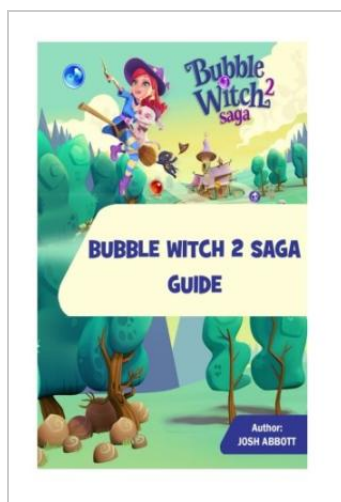 Bubble
Witch 2
saga
BUBBLE WITCH 2 SAGA
GUIDE
Author:
JOSH ABBOTT